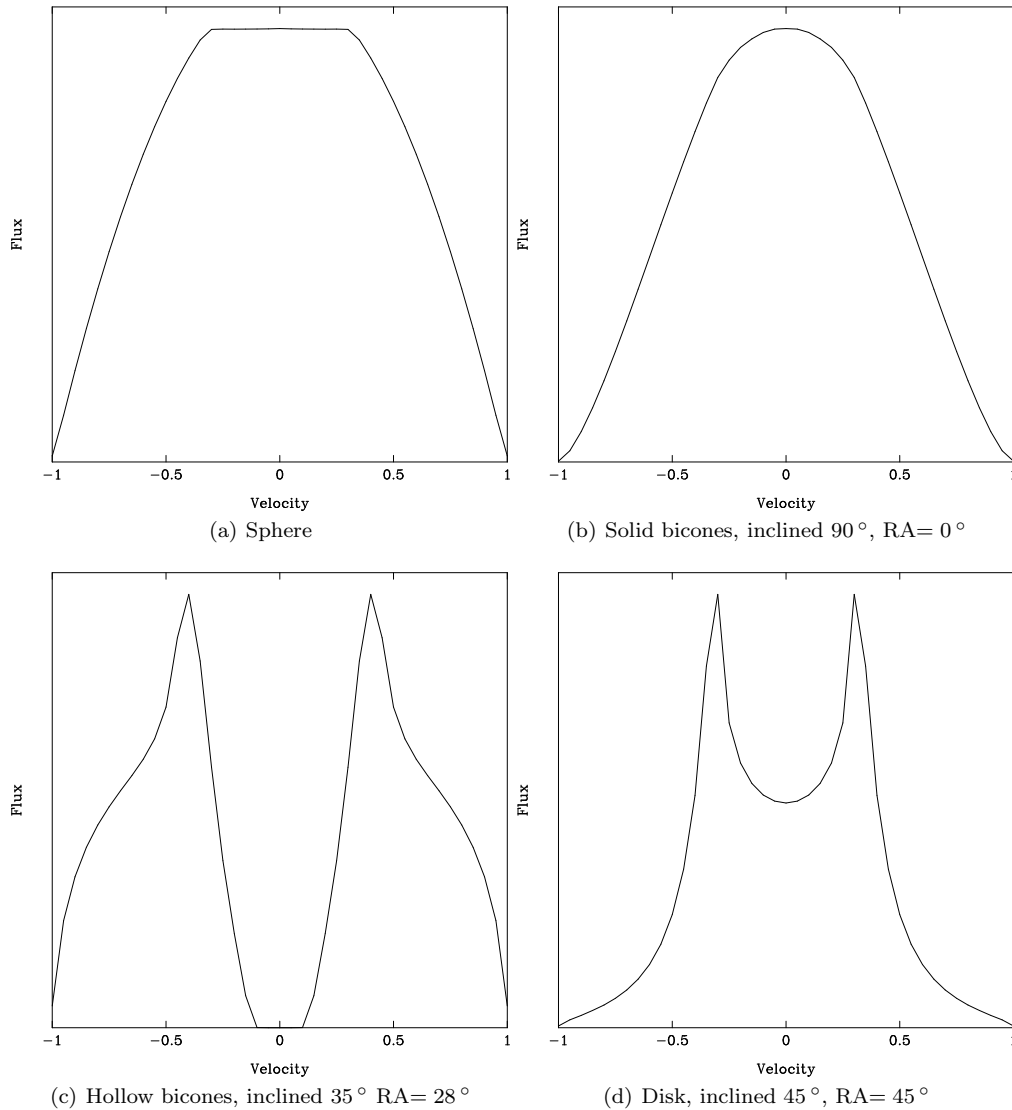 Flux
−1 −0.5 0 0.5 1
Velocity
(a) Sphere
Flux
−1 −0.5 0 0.5 1
Velocity
(b) Solid bicones, inclined 90°, RA= 0°
Flux
−1 −0.5 0 0.5 1
Velocity
(c) Hollow bicones, inclined 35° RA= 28°
Flux
−1 −0.5 0 0.5 1
Velocity
(d) Disk, inclined 45°, RA= 45°